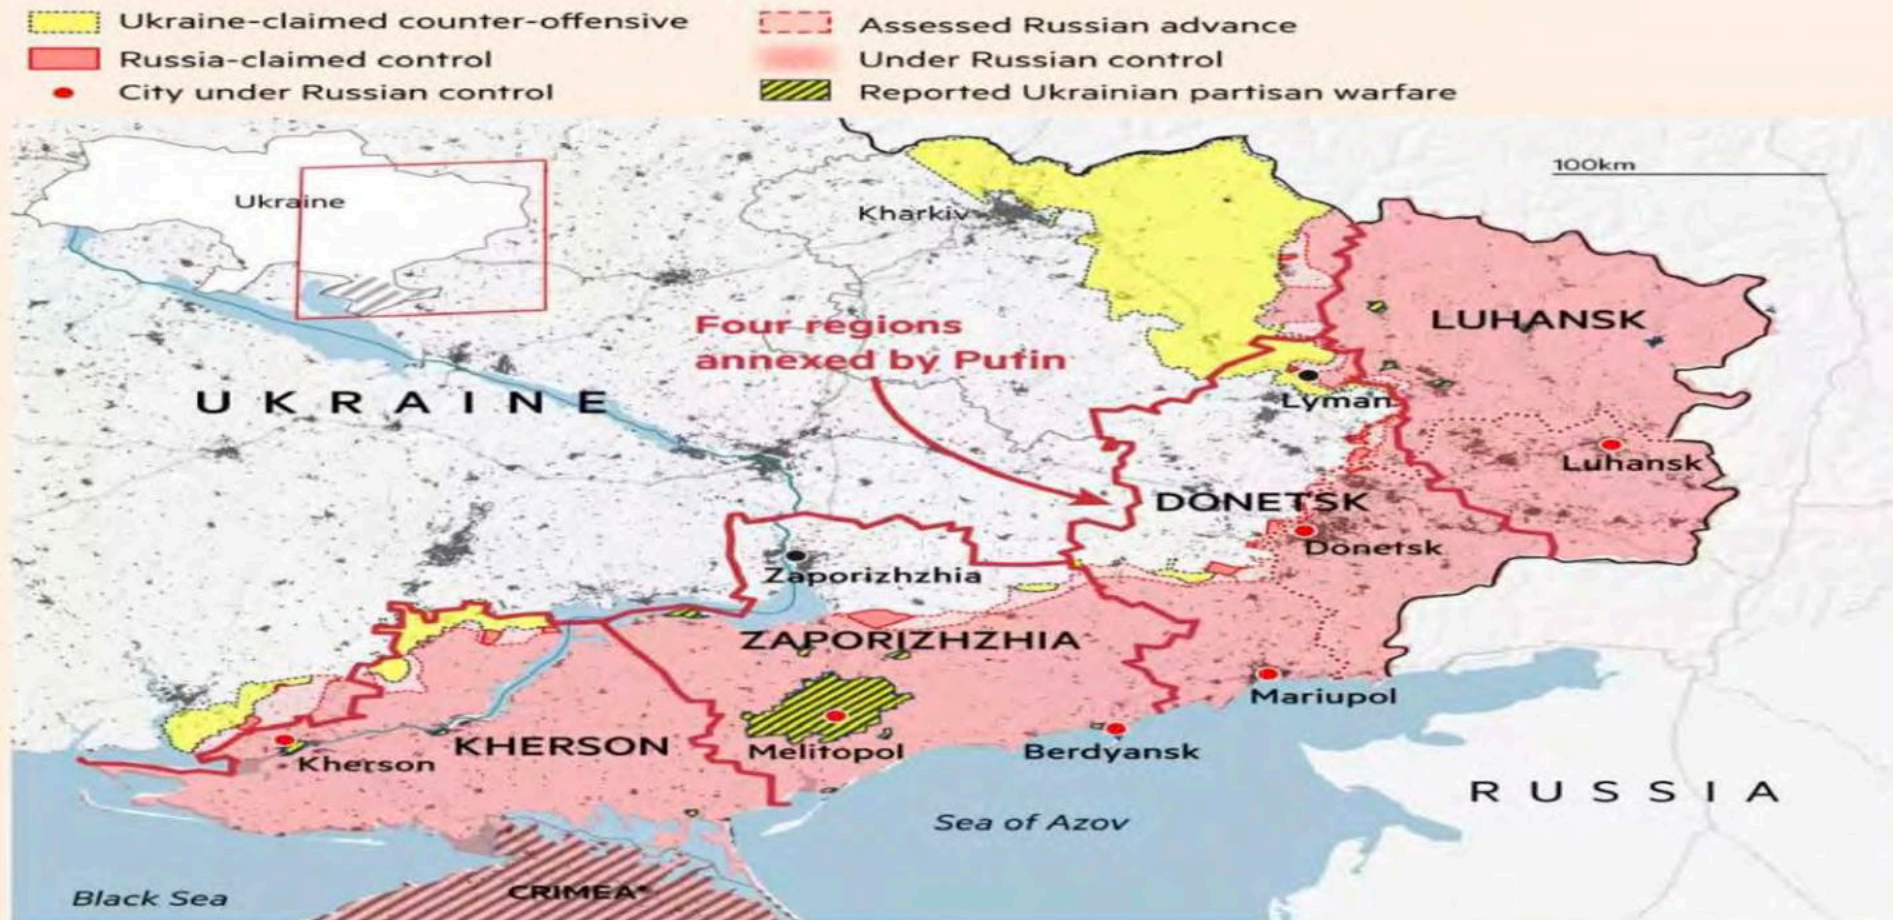 Ukraine-claimed counter-offensive
Assessed Russian advance
Russia-claimed control
Under Russian control
City under Russian control
Reported Ukrainian partisan warfare
100km
Ukraine
Kharkiv
LUHANSK
Four regions
annexed by Putin
UKRAINE
Lyman
Luhansk
DONETSK
Donetsk
Zaporizhzhia
ZAPORIZHZHIA
Mariupol
KHERSON
Melitopol
Berdyansk
Kherson
RUSSIA
Sea of Azov
CRIMEA*
Black Sea